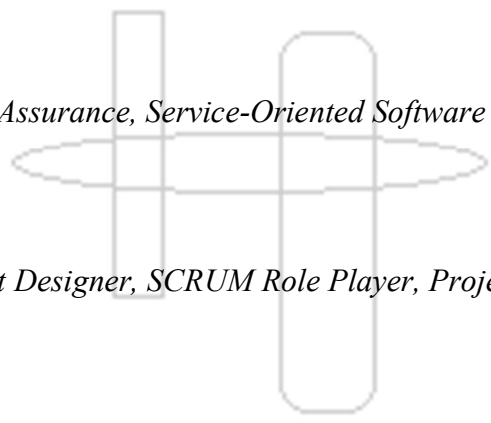 Assurance, Service-Oriented Software
t Designer, SCRUM Role Player, Proje